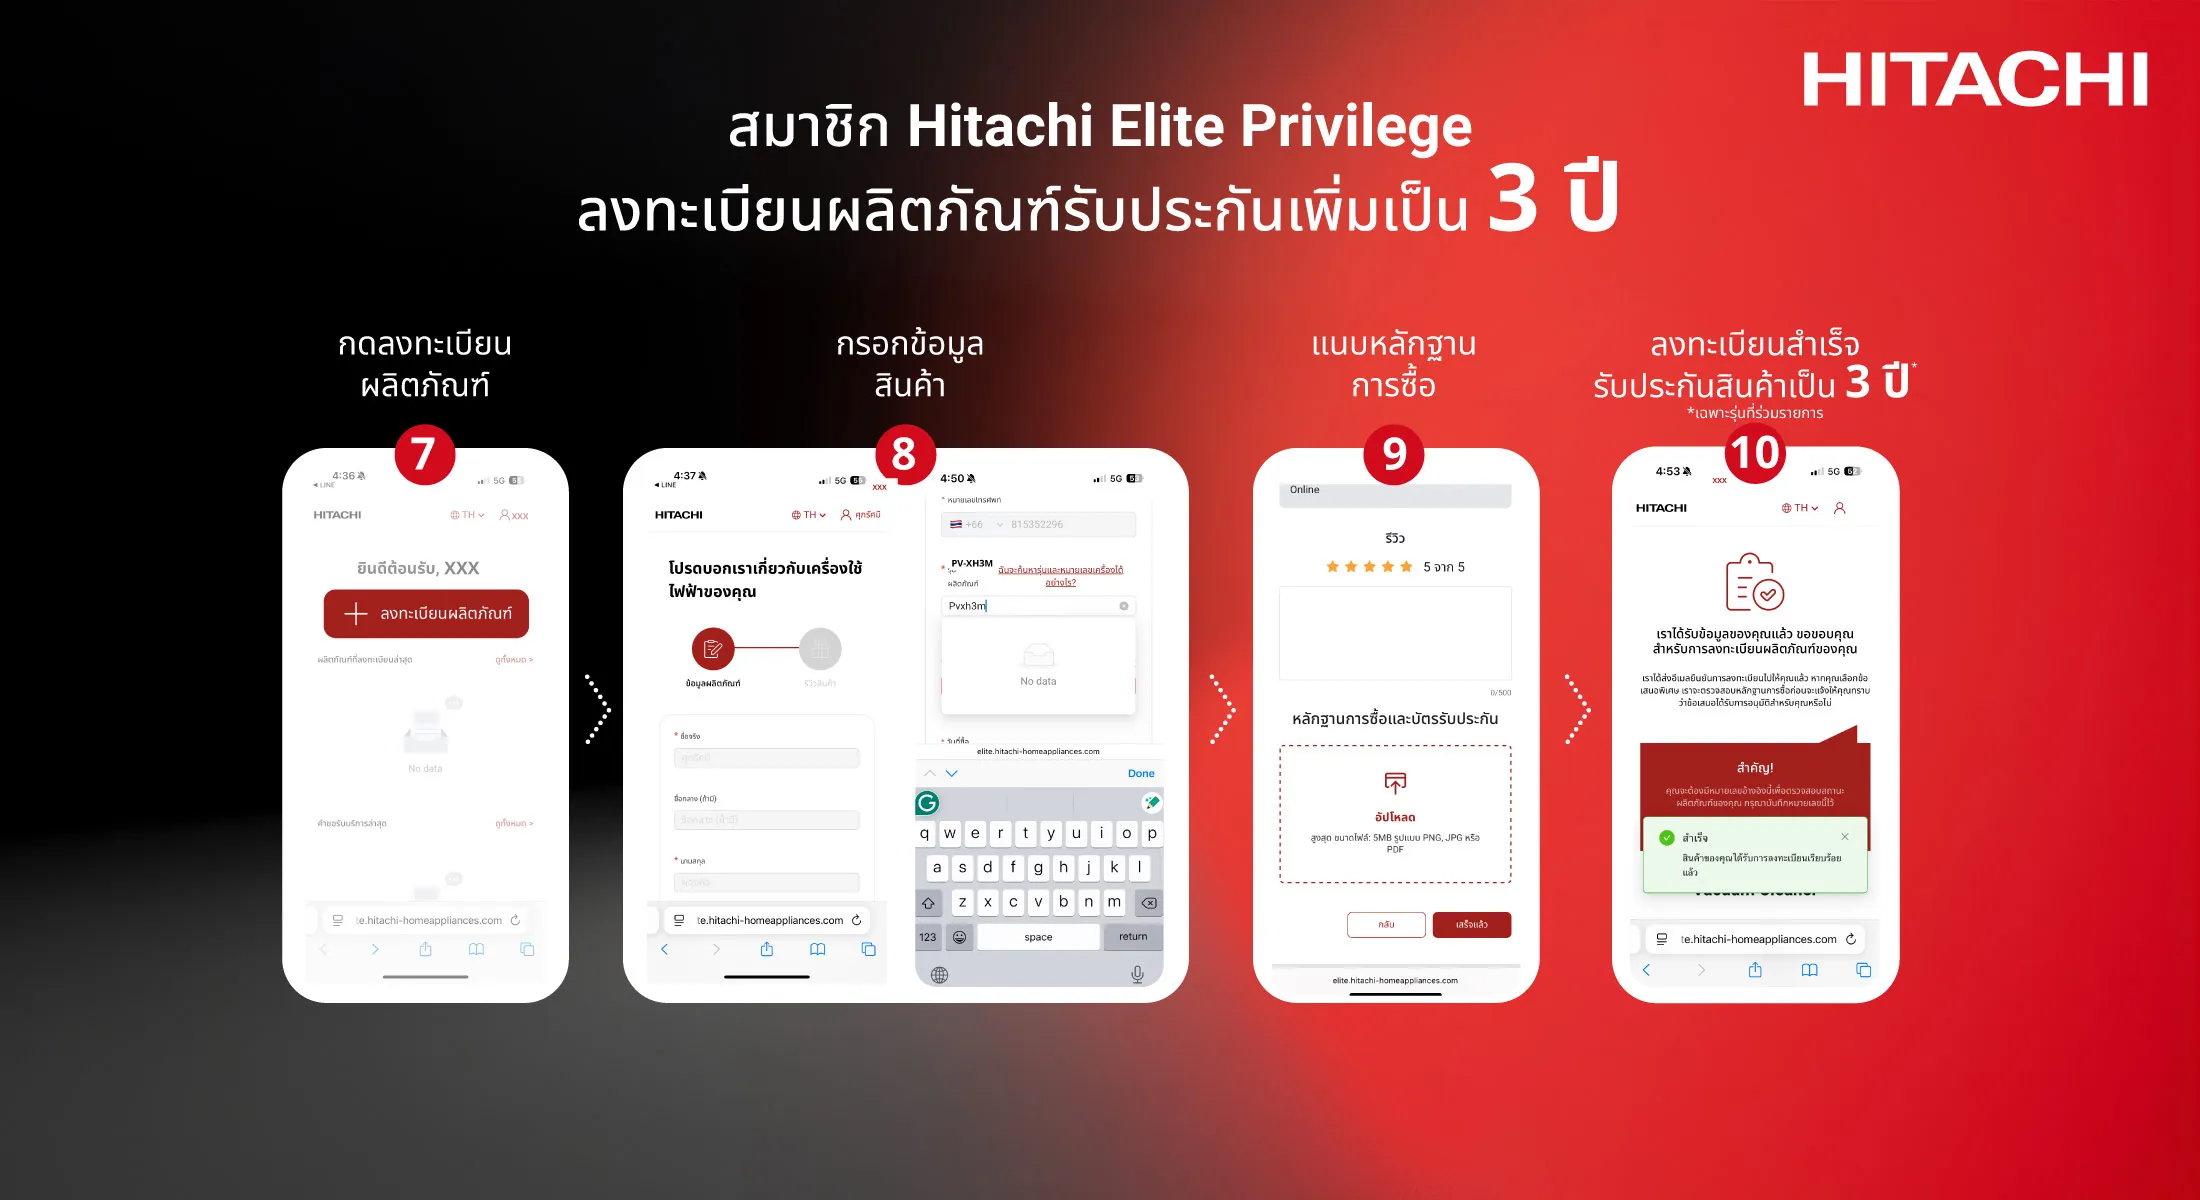 HITACHI
สมาชิก Hitachi Elite Privilege
ลงทะเบียนผลิตภัณฑ์รับประกันเพิ่มเป็น 3 ปี
กดลงทะเบียน
ผลิตภัณฑ์
7
4:36
5G
◄ LINE
HITACHI
TH
xxx
ยินดีต้อนรับ, XXX
ลงทะเบียนผลิตภัณฑ์
ผลิตภัณฑ์ที่ลงทะเบียนล่าสุด
ดูทั้งหมด >
No data
คำขอรับบริการล่าสุด
ดูทั้งหมด >
te.hitachi-homeappliances.com
กรอกข้อมูล
สินค้า
8
4:37
5G
◄ LINE
xxx
HITACHI
TH
ศุภรัศมิ์
โปรดบอกเราเกี่ยวกับเครื่องใช้
ไฟฟ้าของคุณ
ข้อมูลผลิตภัณฑ์
รีวิวสินค้า
* ชื่อจริง
ชื่อกลาง (ถ้ามี)
ชื่อกลาง (ถ้ามี)
* นามสกุล
te.hitachi-homeappliances.com
4:50
5G
* หมายเลขโทรศัพท์
+66
815352296
* PV-XH3M
ฉันจะค้นหารุ่นและหมายเลขเครื่องได้
อย่างไร?
ผลิตภัณฑ์
Pvxh3m
No data
* วันที่ซื้อ
elite.hitachi-homeappliances.com
Done
q w e r t y u i o p
a s d f g h j k l
z x c v b n m
123
space
return
แนบหลักฐาน
การซื้อ
9
Online
รีวิว
5 จาก 5
0/500
หลักฐานการซื้อและบัตรรับประกัน
อัปโหลด
สูงสุด ขนาดไฟล์: 5MB รูปแบบ PNG, JPG หรือ
PDF
กลับ
เสร็จแล้ว
elite.hitachi-homeappliances.com
ลงทะเบียนสำเร็จ
รับประกันสินค้าเป็น 3 ปี*
*เฉพาะรุ่นที่ร่วมรายการ
10
4:53
5G
xxx
HITACHI
TH
เราได้รับข้อมูลของคุณแล้ว ขอขอบคุณ
สำหรับการลงทะเบียนผลิตภัณฑ์ของคุณ
เราได้ส่งอีเมลยืนยันการลงทะเบียนไปให้คุณแล้ว หากคุณเลือกข้อ
เสนอพิเศษ เราจะตรวจสอบหลักฐานการซื้อก่อนจะแจ้งให้คุณทราบ
ว่าข้อเสนอได้รับการอนุมัติสำหรับคุณหรือไม่
สำคัญ!
คุณจะต้องมีหมายเลขอ้างอิงนี้เพื่อตรวจสอบสถานะ
ผลิตภัณฑ์ของคุณ กรุณาบันทึกหมายเลขนี้ไว้
สำเร็จ
สินค้าของคุณได้รับการลงทะเบียนเรียบร้อย
แล้ว
Vacuum Cleaner
te.hitachi-homeappliances.com